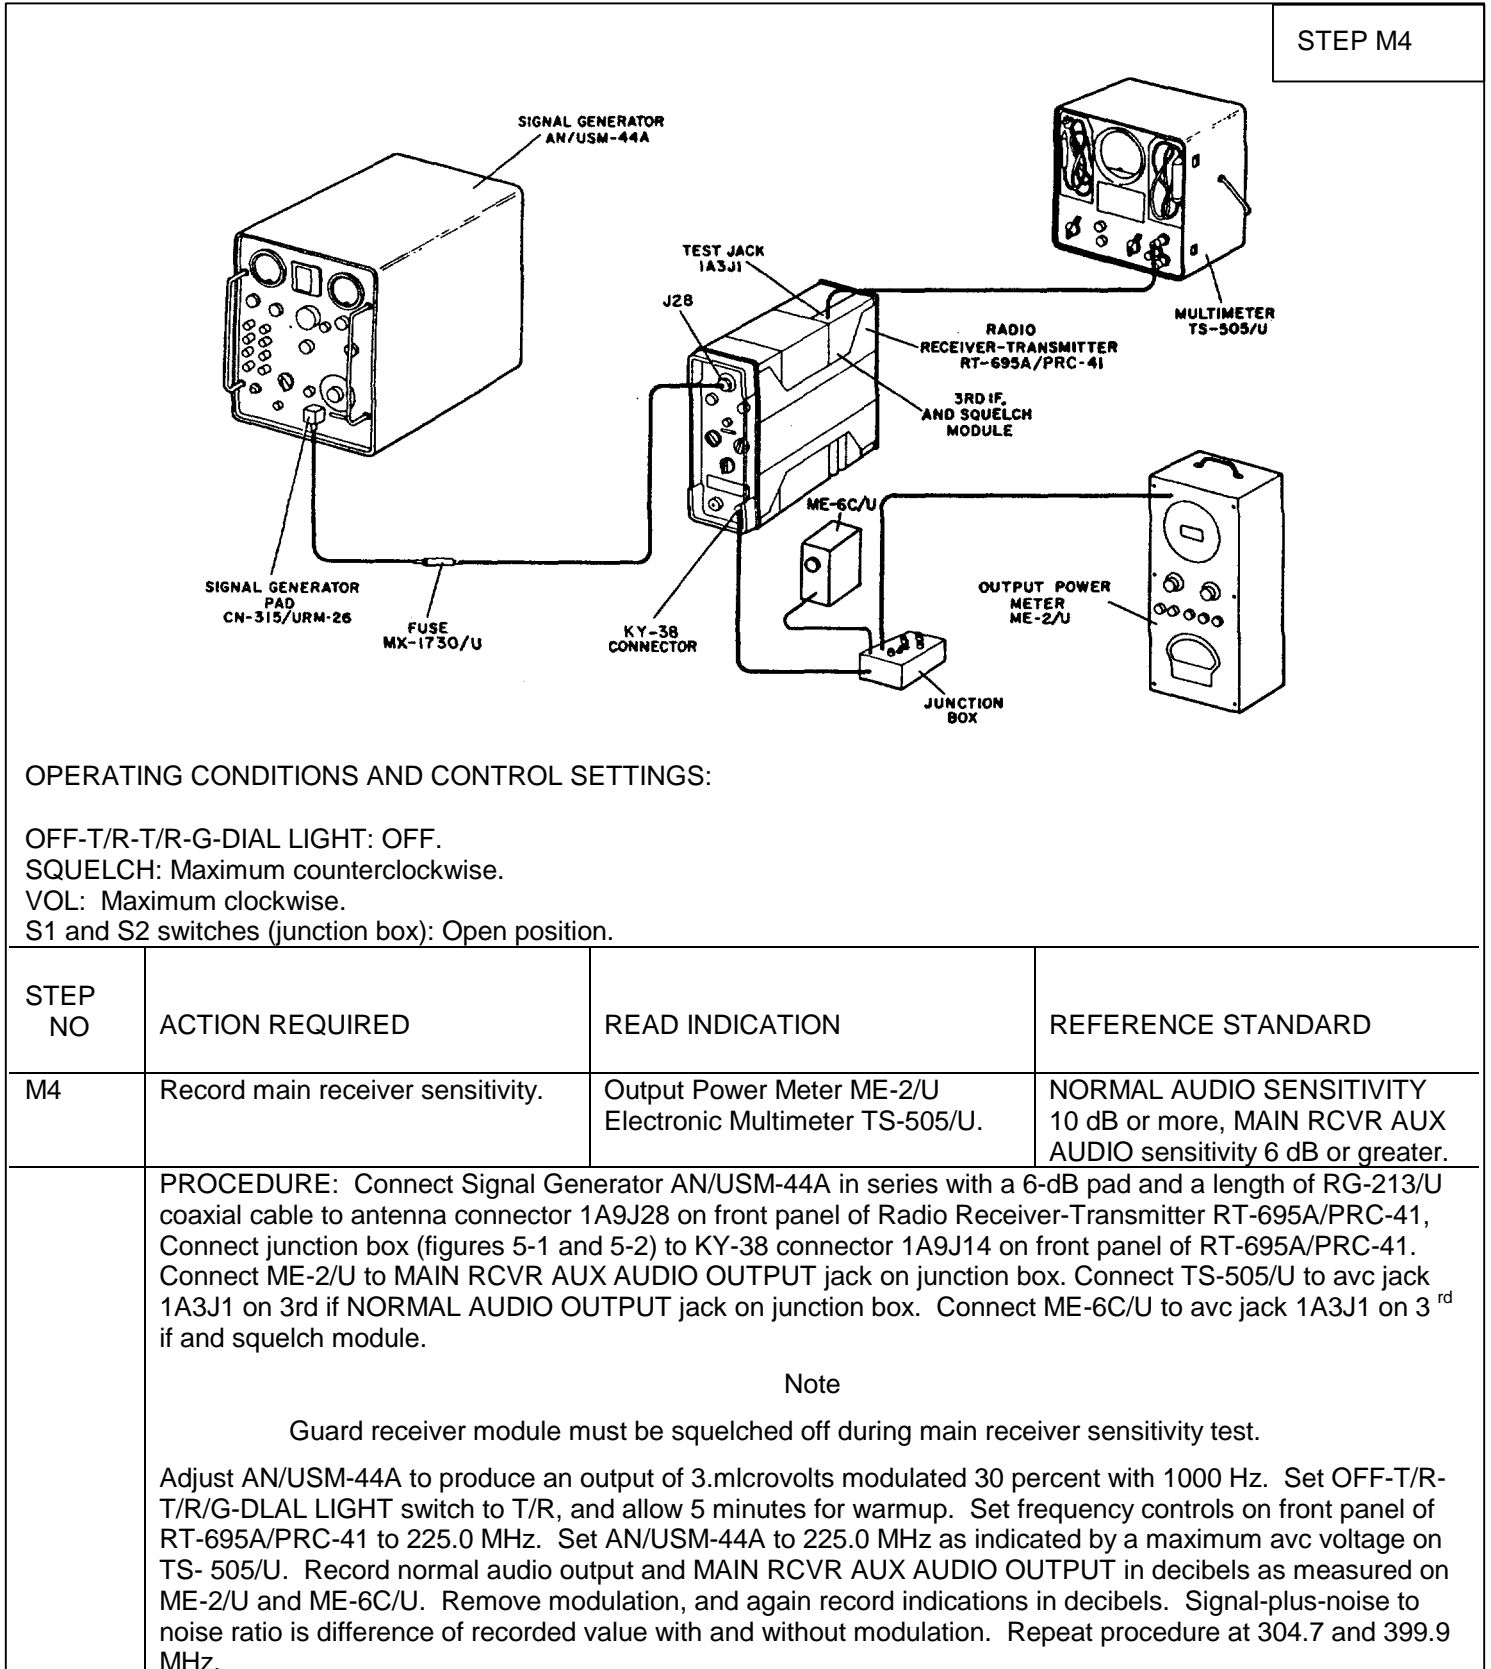 STEP M4
SIGNAL GENERATOR
AN/USM-44A
TEST JACK
1A3J1
J28
MULTIMETER
TS-505/U
RADIO
RECEIVER-TRANSMITTER
RT-695A/PRC-41
3RD IF.
AND SQUELCH
MODULE
ME-6C/U
SIGNAL GENERATOR
PAD
CN-315/URM-26
FUSE
MX-1730/U
KY-38
CONNECTOR
OUTPUT POWER
METER
ME-2/U
JUNCTION
BOX
OPERATING CONDITIONS AND CONTROL SETTINGS:
OFF-T/R-T/R-G-DIAL LIGHT: OFF.
SQUELCH: Maximum counterclockwise.
VOL:  Maximum clockwise.
S1 and S2 switches (junction box): Open position.
STEP
NO
ACTION REQUIRED
READ INDICATION
REFERENCE STANDARD
M4
Record main receiver sensitivity.
Output Power Meter ME-2/U
Electronic Multimeter TS-505/U.
NORMAL AUDIO SENSITIVITY
10 dB or more, MAIN RCVR AUX
AUDIO sensitivity 6 dB or greater.
PROCEDURE:  Connect Signal Generator AN/USM-44A in series with a 6-dB pad and a length of RG-213/U
coaxial cable to antenna connector 1A9J28 on front panel of Radio Receiver-Transmitter RT-695A/PRC-41,
Connect junction box (figures 5-1 and 5-2) to KY-38 connector 1A9J14 on front panel of RT-695A/PRC-41.
Connect ME-2/U to MAIN RCVR AUX AUDIO OUTPUT jack on junction box. Connect TS-505/U to avc jack
1A3J1 on 3rd if NORMAL AUDIO OUTPUT jack on junction box.  Connect ME-6C/U to avc jack 1A3J1 on 3 rd
if and squelch module.
Note
Guard receiver module must be squelched off during main receiver sensitivity test.
Adjust AN/USM-44A to produce an output of 3.mlcrovolts modulated 30 percent with 1000 Hz.  Set OFF-T/R-
T/R/G-DLAL LIGHT switch to T/R, and allow 5 minutes for warmup.  Set frequency controls on front panel of
RT-695A/PRC-41 to 225.0 MHz.  Set AN/USM-44A to 225.0 MHz as indicated by a maximum avc voltage on
TS- 505/U.  Record normal audio output and MAIN RCVR AUX AUDIO OUTPUT in decibels as measured on
ME-2/U and ME-6C/U.  Remove modulation, and again record indications in decibels.  Signal-plus-noise to
noise ratio is difference of recorded value with and without modulation.  Repeat procedure at 304.7 and 399.9
MHz.